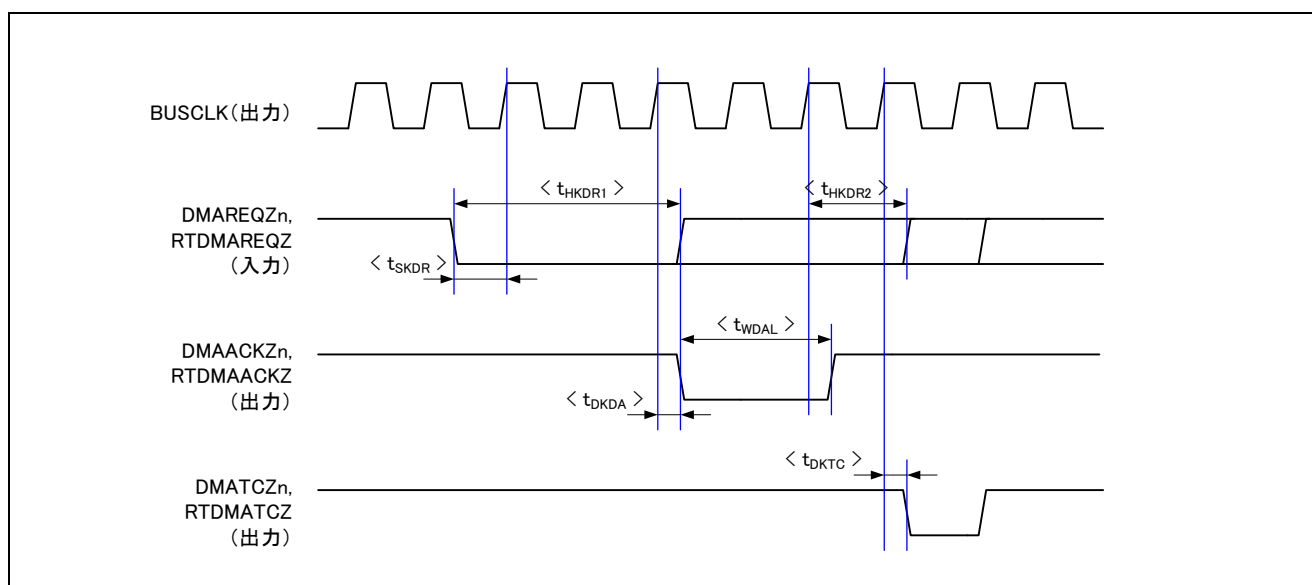 BUSCLK(出力)
< tHKDR1 >
< tHKDR2 >
DMAREQZn,
RTDMAREQZ
(入力)
< tSKDR >
< tWDAL >
DMAACKZn,
RTDMAACKZ
(出力)
< tDKDA >
< tDKTC >
DMATCZn,
RTDMATCZ
(出力)